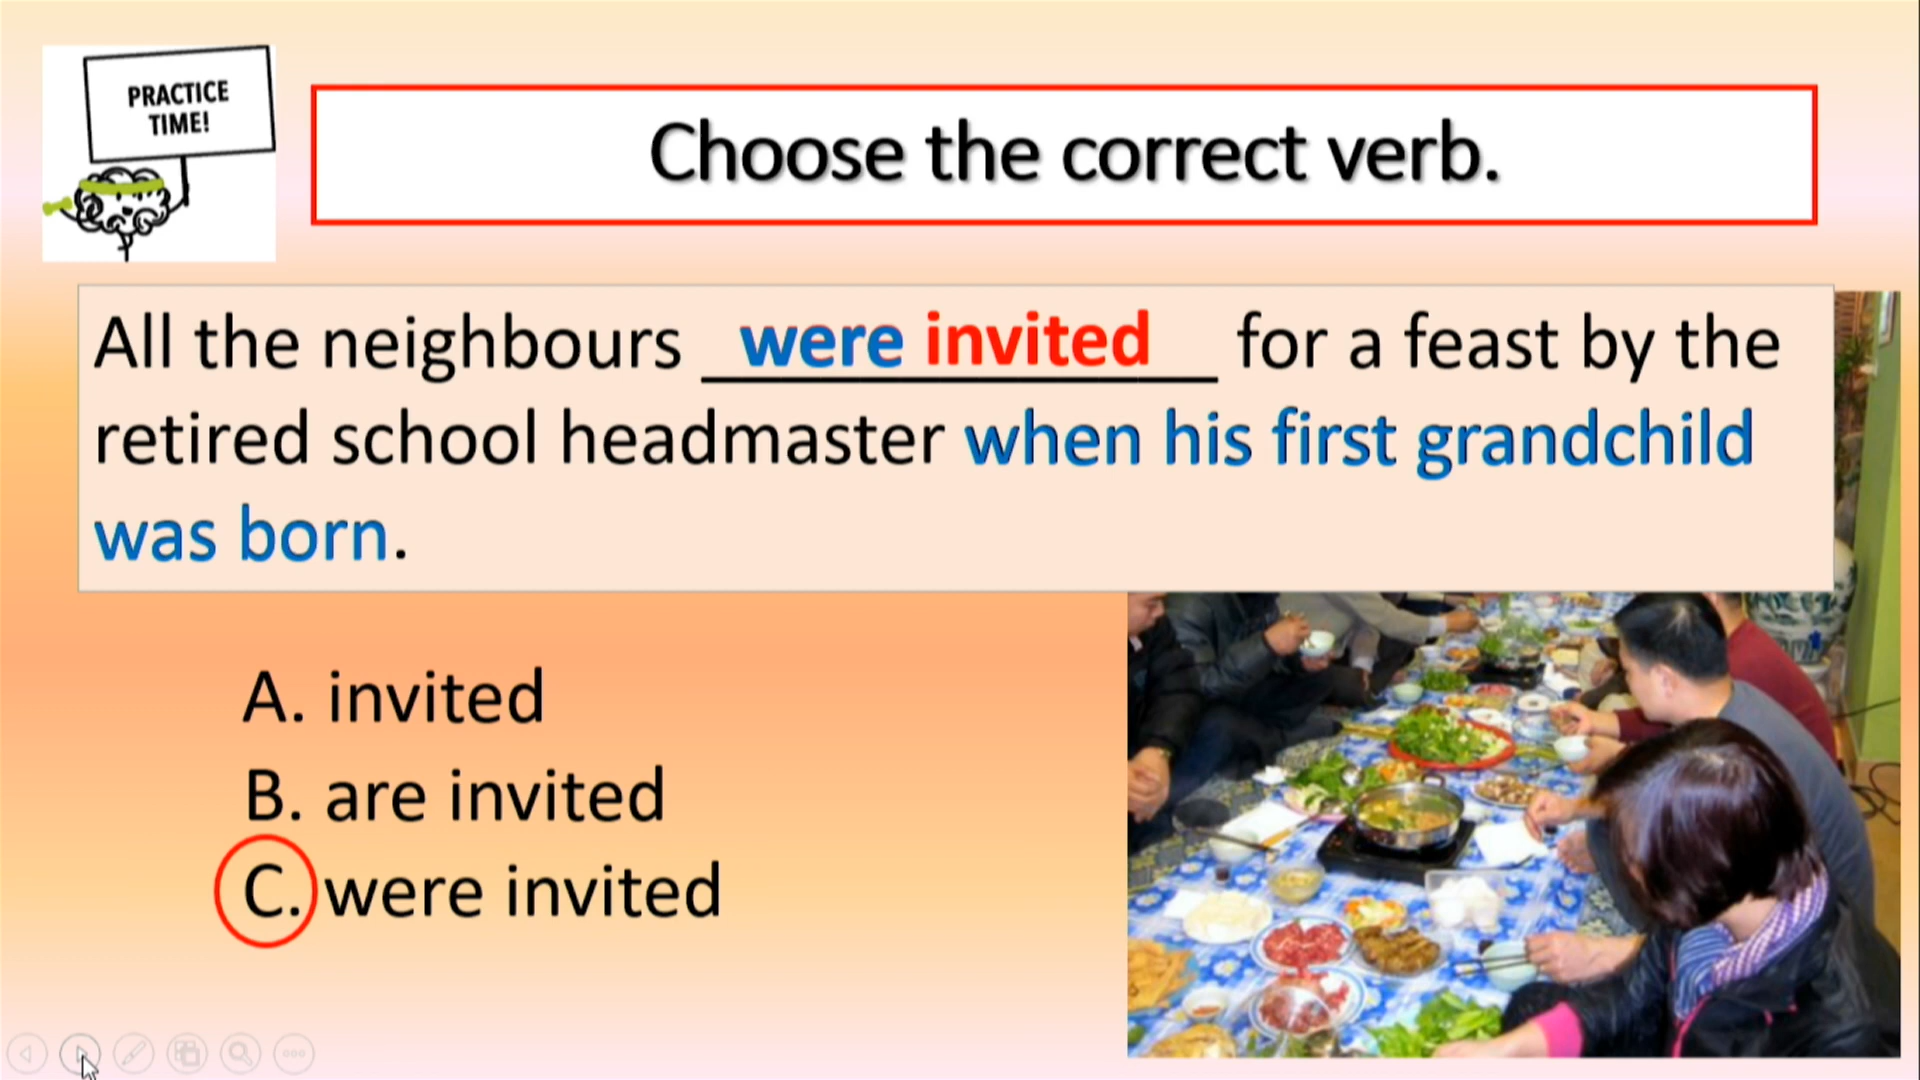 PRACTICE
TIME!
Choose the correct verb.
All the neighbours were invited for a feast by the
retired school headmaster when his first grandchild
was born.
A. invited
B. are invited
C. were invited